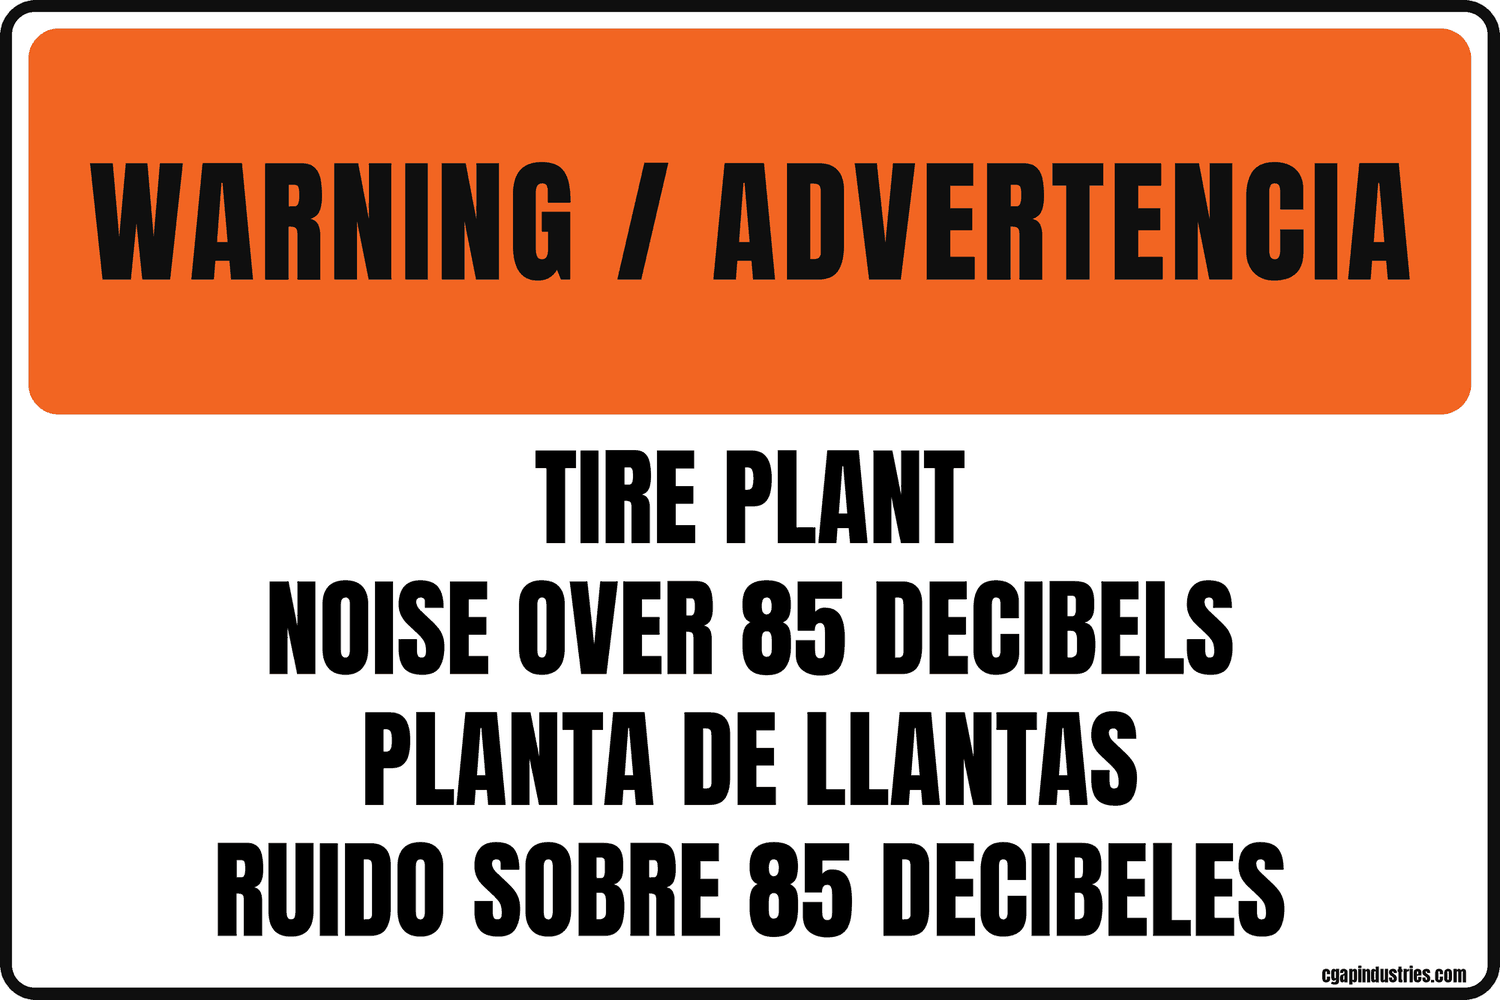 WARNING / ADVERTENCIA
TIRE PLANT
NOISE OVER 85 DECIBELS
PLANTA DE LLANTAS
RUIDO SOBRE 85 DECIBELES
cgapindustries.com